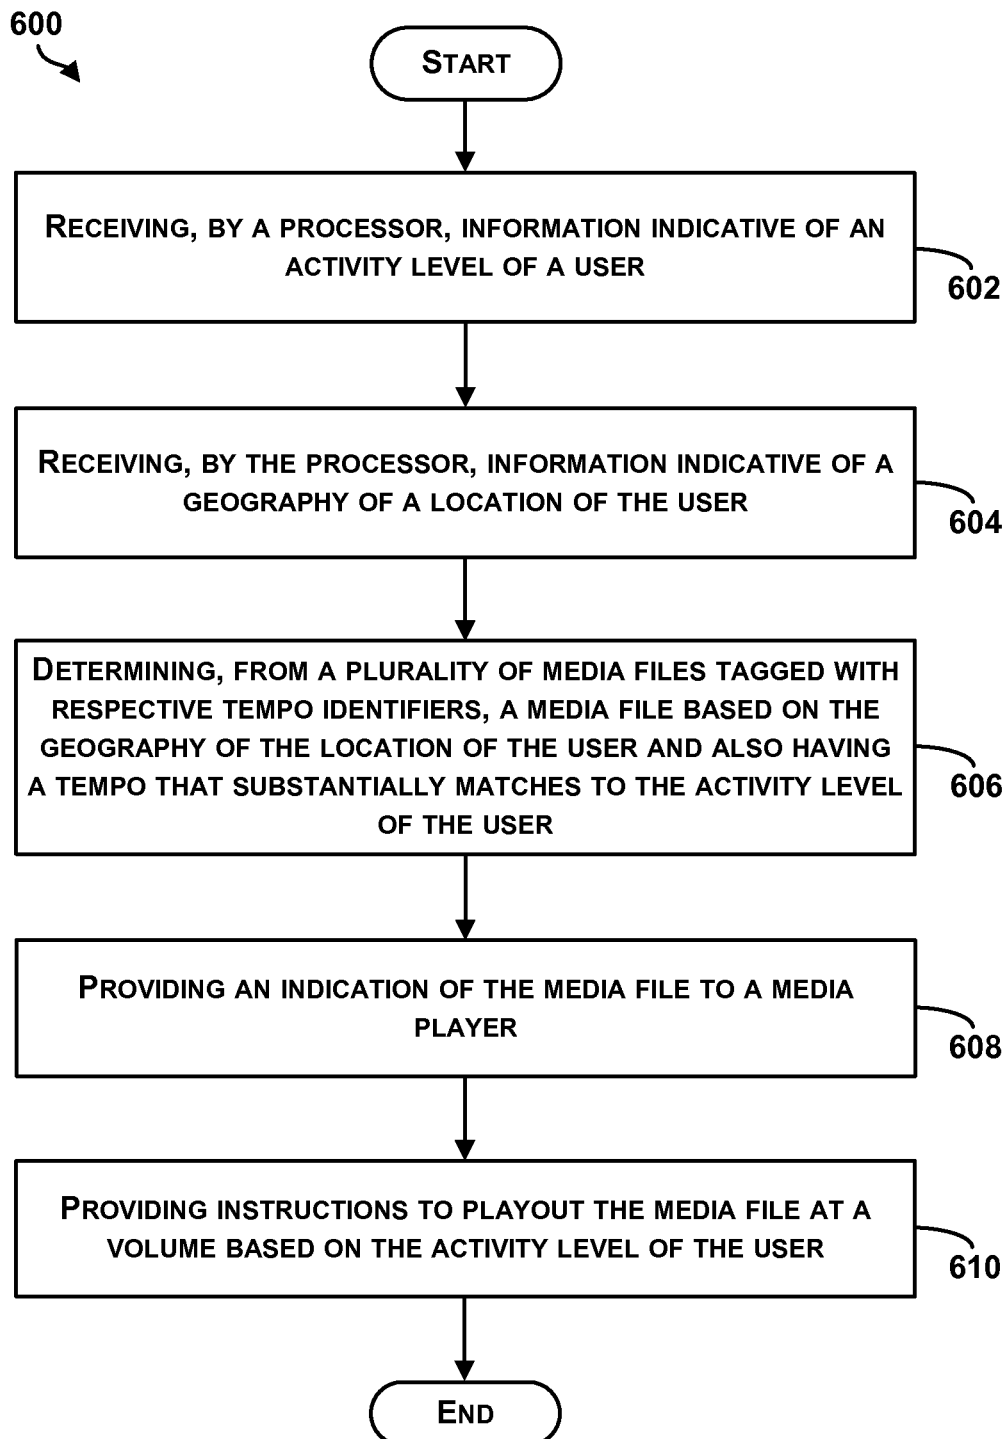 600
START
RECEIVING, BY A PROCESSOR, INFORMATION INDICATIVE OF AN
ACTIVITY LEVEL OF A USER
602
RECEIVING, BY THE PROCESSOR, INFORMATION INDICATIVE OF A
GEOGRAPHY OF A LOCATION OF THE USER
604
DETERMINING, FROM A PLURALITY OF MEDIA FILES TAGGED WITH
RESPECTIVE TEMPO IDENTIFIERS, A MEDIA FILE BASED ON THE
GEOGRAPHY OF THE LOCATION OF THE USER AND ALSO HAVING
A TEMPO THAT SUBSTANTIALLY MATCHES TO THE ACTIVITY LEVEL
OF THE USER
606
PROVIDING AN INDICATION OF THE MEDIA FILE TO A MEDIA
PLAYER
608
PROVIDING INSTRUCTIONS TO PLAYOUT THE MEDIA FILE AT A
VOLUME BASED ON THE ACTIVITY LEVEL OF THE USER
610
END